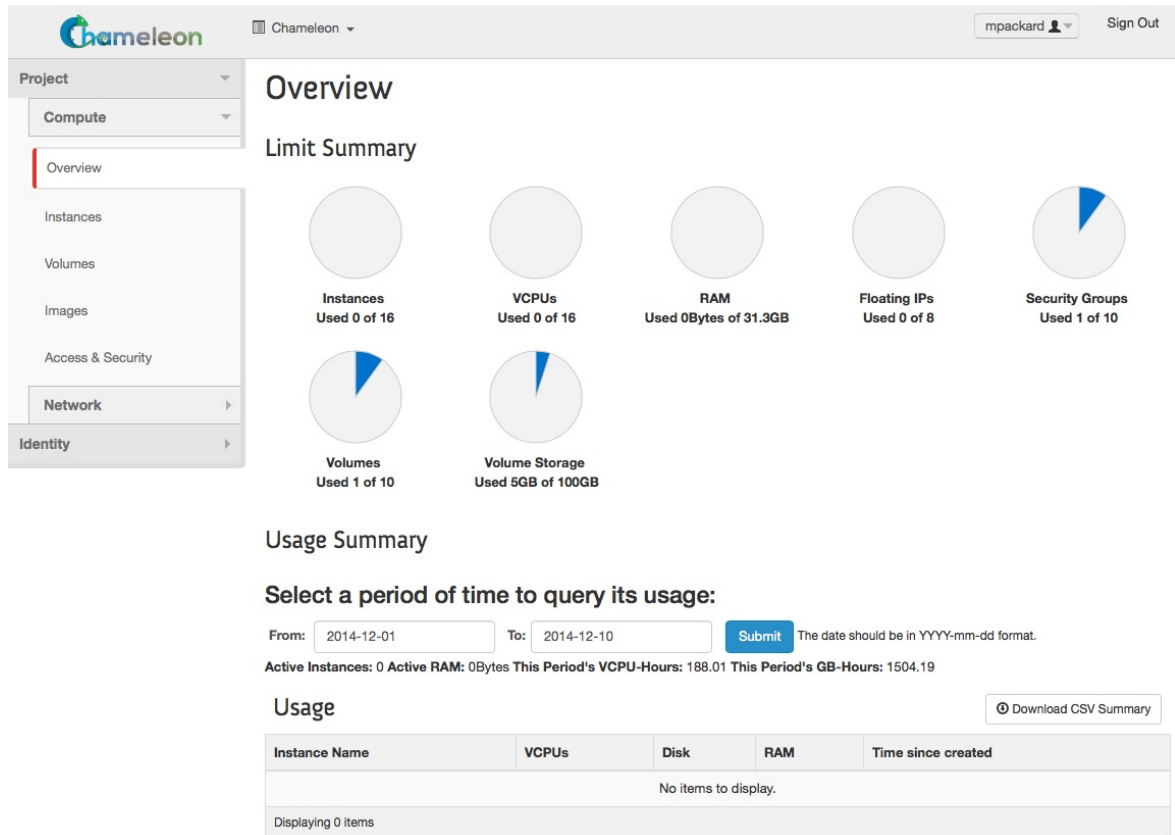 Chameleon
Chameleon
mpackard
Sign Out
Project
Compute
Overview
Instances
Volumes
Images
Access & Security
Network
Identity
Overview
Limit Summary
Instances
Used 0 of 16
VCPUs
Used 0 of 16
RAM
Used 0Bytes of 31.3GB
Floating IPs
Used 0 of 8
Security Groups
Used 1 of 10
Volumes
Used 1 of 10
Volume Storage
Used 5GB of 100GB
Usage Summary
Select a period of time to query its usage:
From: 2014-12-01 To: 2014-12-10 Submit The date should be in YYYY-mm-dd format.
Active Instances: 0 Active RAM: 0Bytes This Period's VCPU-Hours: 188.01 This Period's GB-Hours: 1504.19
Usage
Download CSV Summary
Instance Name VCPUs Disk RAM Time since created
No items to display.
Displaying 0 items